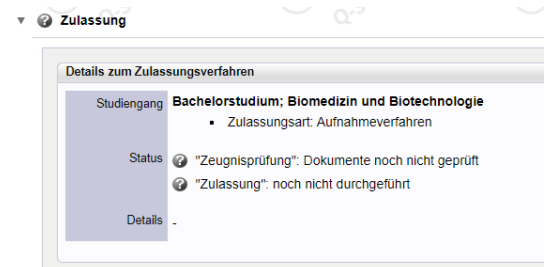 Zulassung
Details zum Zulassungsverfahren
Studiengang Bachelorstudium; Biomedizin und Biotechnologie
Zulassungsart: Aufnahmeverfahren
Status "Zeugnisprüfung": Dokumente noch nicht geprüft
"Zulassung": noch nicht durchgeführt
Details -